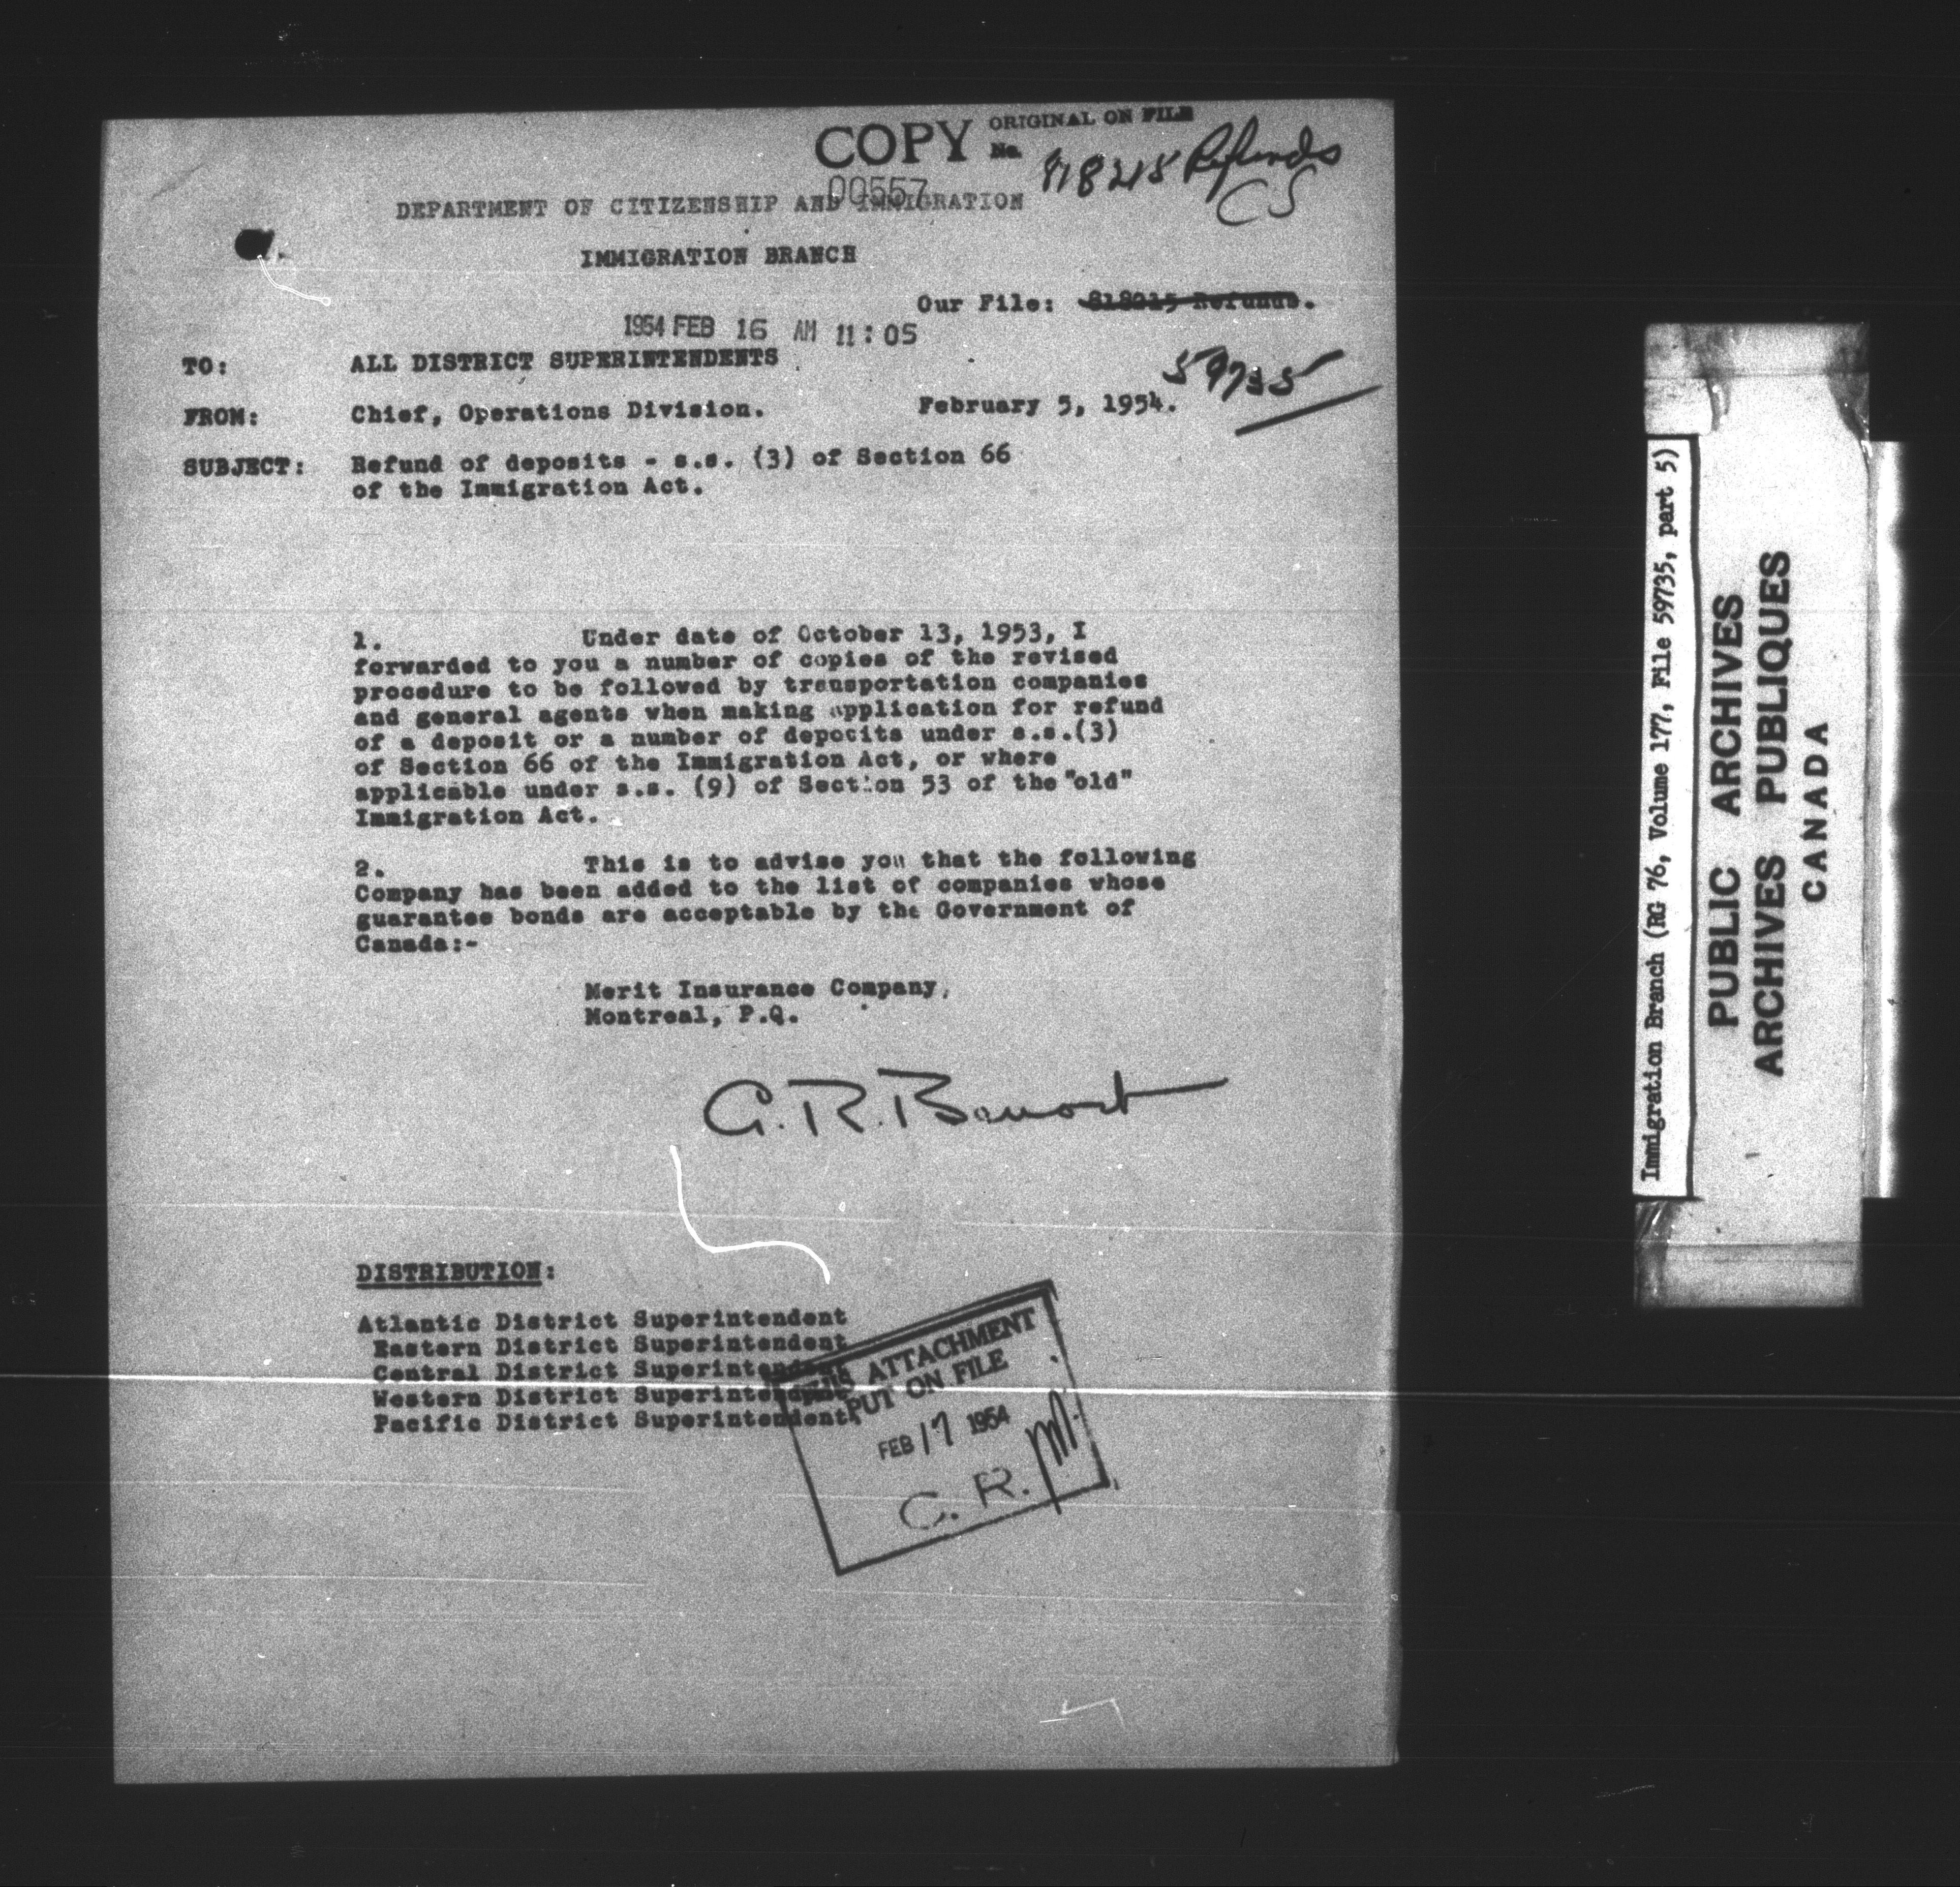 COPY ORIGINAL ON FILE
No. 818215 Refunds
CS
00557
DEPARTMENT OF CITIZENSHIP AND IMMIGRATION
IMMIGRATION BRANCH
Our File: 818215 Refunds.
1954 FEB 16 AM 11:05
59735
TO: ALL DISTRICT SUPERINTENDENTS
FROM: Chief, Operations Division. February 5, 1954.
SUBJECT: Refund of deposits - s.s. (3) of Section 66
of the Immigration Act.
1. Under date of October 13, 1953, I
forwarded to you a number of copies of the revised
procedure to be followed by transportation companies
and general agents when making application for refund
of a deposit or a number of deposits under s.s.(3)
of Section 66 of the Immigration Act, or where
applicable under s.s. (9) of Section 53 of the "old"
Immigration Act.
2. This is to advise you that the following
Company has been added to the list of companies whose
guarantee bonds are acceptable by the Government of
Canada:-
Merit Insurance Company,
Montreal, P.Q.
G.R.Benoit
DISTRIBUTION:
Atlantic District Superintendent
Eastern District Superintendent
Central District Superintendent
Western District Superintendent
Pacific District Superintendent
ATTACHMENT
PUT ON FILE
FEB 17 1954
C. R.
Immigration Branch (RG 76, Volume 177, File 59735, part 5)
PUBLIC ARCHIVES
ARCHIVES PUBLIQUES
CANADA